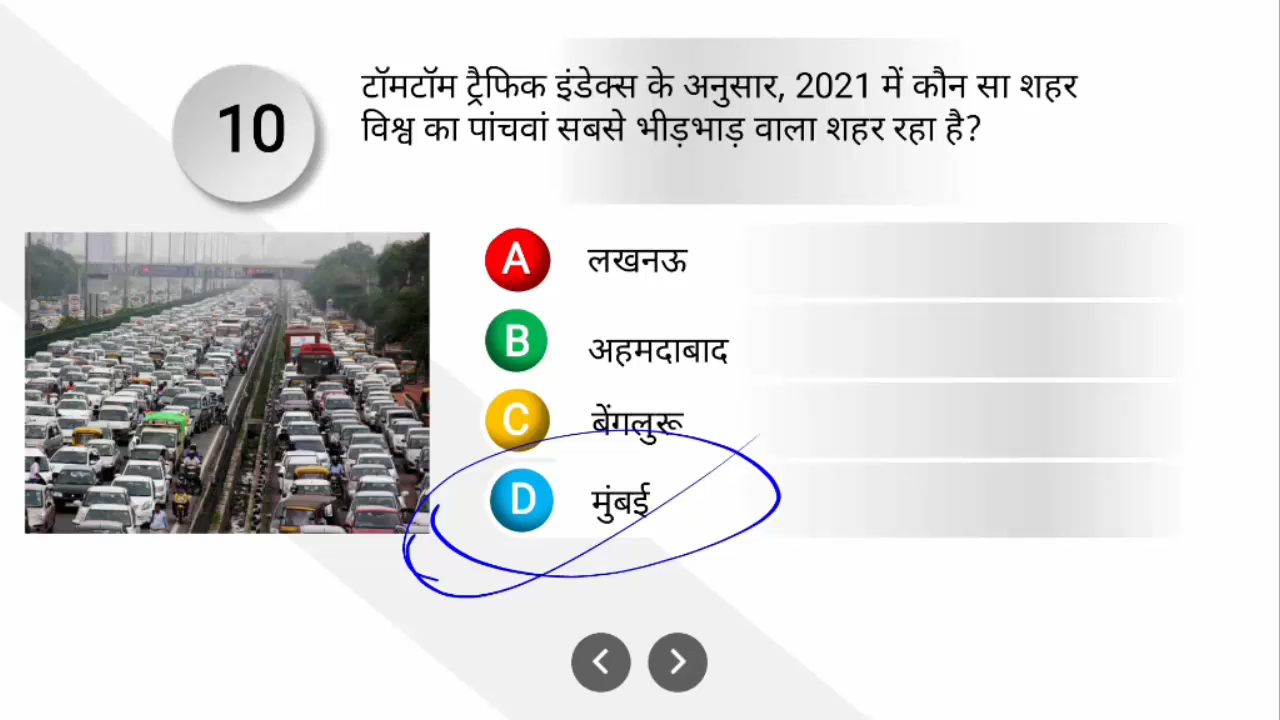 10
टॉमटॉम ट्रैफिक इंडेक्स के अनुसार, 2021 में कौन सा शहर
विश्व का पांचवां सबसे भीड़भाड़ वाला शहर रहा है?
A लखनऊ
B अहमदाबाद
C बेंगलुरू
D मुंबई